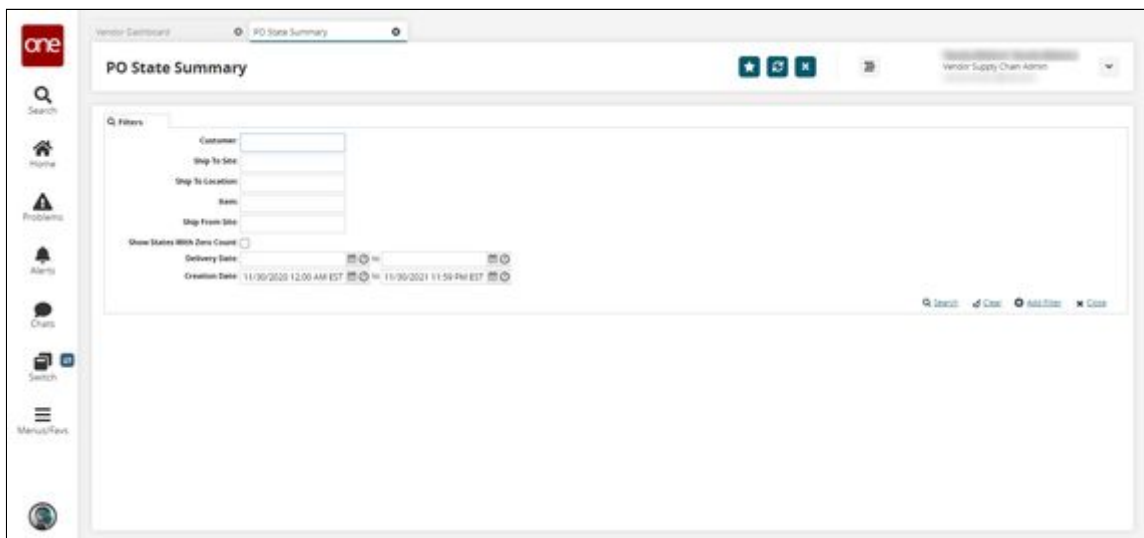 one
Vendor Dashboard
PO State Summary
PO State Summary
Vendor Supply Chain Admin
Search
Home
Problems
Alerts
Chats
Switch
Menus/Favs
Filters
Customer:
Ship To Site:
Ship To Location:
Item:
Ship From Site:
Show States With Zero Count:
Delivery Date: to
Creation Date: 11/30/2020 12:00 AM EST to 11/30/2021 11:59 PM EST
Search Clear Add Filter Close